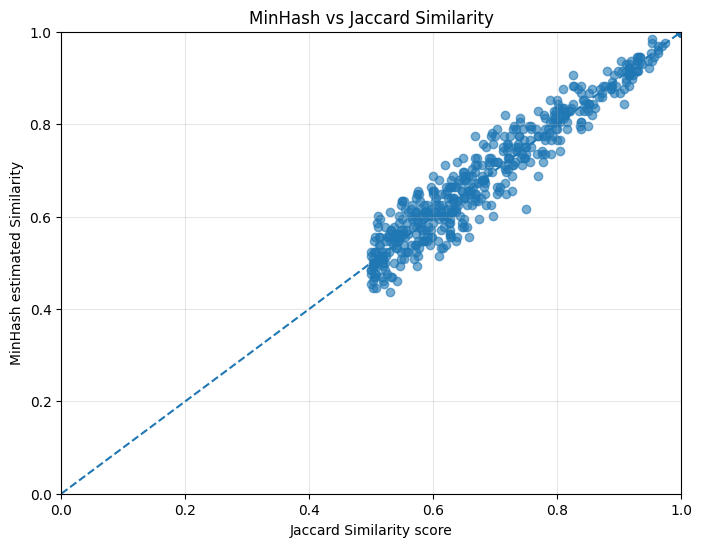 MinHash vs Jaccard Similarity
MinHash estimated Similarity
1.0
0.8
0.6
0.4
0.2
0.0
0.0 0.2 0.4 0.6 0.8 1.0
Jaccard Similarity score